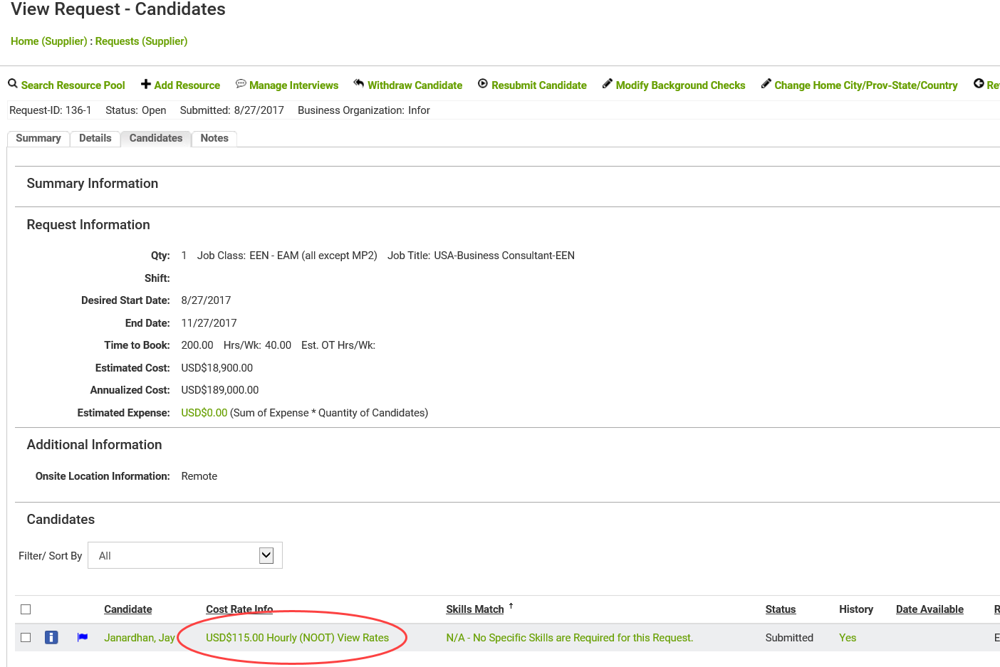 View Request - Candidates
Home (Supplier) : Requests (Supplier)
Search Resource Pool Add Resource Manage Interviews Withdraw Candidate Resubmit Candidate Modify Background Checks Change Home City/Prov-State/Country
Request-ID: 136-1 Status: Open Submitted: 8/27/2017 Business Organization: Infor
Summary Details Candidates Notes
Summary Information
Request Information
Qty: 1 Job Class: EEN - EAM (all except MP2) Job Title: USA-Business Consultant-EEN
Shift:
Desired Start Date: 8/27/2017
End Date: 11/27/2017
Time to Book: 200.00 Hrs/Wk: 40.00 Est. OT Hrs/Wk:
Estimated Cost: USD$18,900.00
Annualized Cost: USD$189,000.00
Estimated Expense: USD$0.00 (Sum of Expense * Quantity of Candidates)
Additional Information
Onsite Location Information: Remote
Candidates
Filter/ Sort By All
Candidate Cost Rate Info Skills Match Status History Date Available
Janardhan, Jay USD$115.00 Hourly (NOOT) View Rates N/A - No Specific Skills are Required for this Request. Submitted Yes